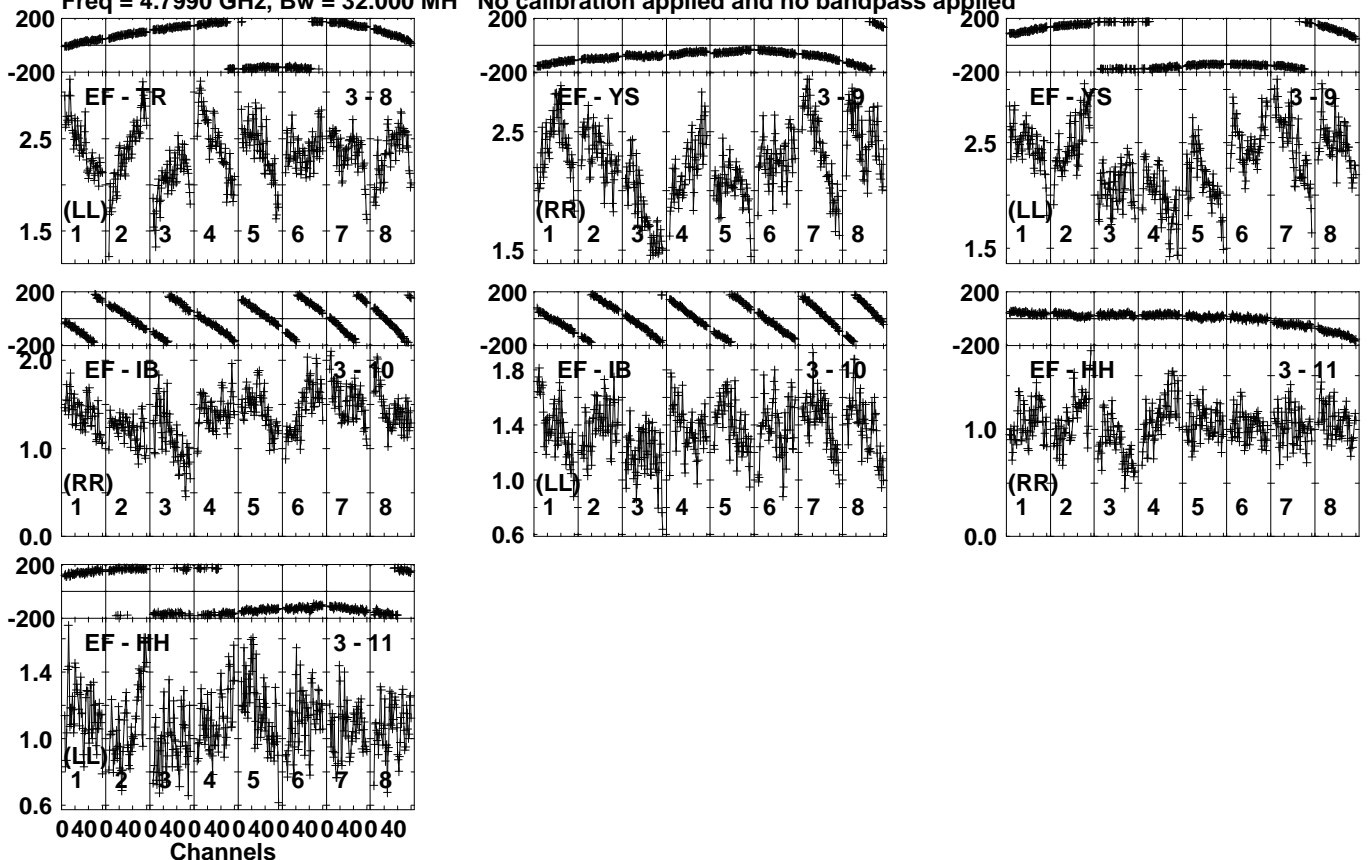 Freq = 4.7990 GHz, Bw = 32.000 MH No calibration applied and no bandpass applied
200
-200
EF - TR 3 - 8
2.5
(LL)
1.5
1 2 3 4 5 6 7 8
200
-200
EF - YS 3 - 9
2.5
(RR)
1.5
1 2 3 4 5 6 7 8
200
-200
EF - YS 3 - 9
2.5
(LL)
1.5
1 2 3 4 5 6 7 8
200
-200
2.0
EF - IB 3 - 10
1.0
(RR)
1 2 3 4 5 6 7 8
0.0
200
-200
1.8
EF - IB 3 - 10
1.4
1.0
(LL)
1 2 3 4 5 6 7 8
0.6
200
-200
EF - HH 3 - 11
1.0
(RR)
1 2 3 4 5 6 7 8
0.0
200
-200
EF - HH 3 - 11
1.4
1.0
(LL)
1 2 3 4 5 6 7 8
0.6
0 40 0 40 0 40 0 40 0 40 0 40 0 40 0 40
Channels